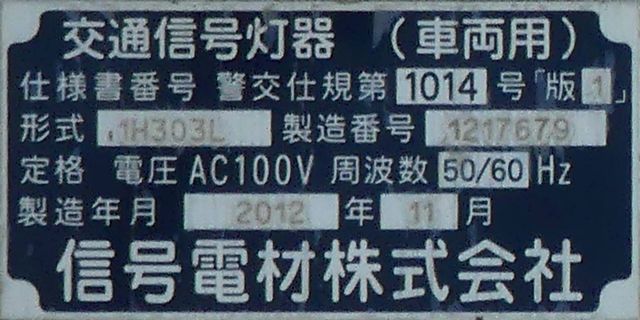 交通信号灯器 (車両用)
仕様書番号 警交仕規第 1014 号「版1」
形式 1H303L 製造番号 1217679
定格 電圧 AC100V 周波数 50/60 Hz
製造年月 2012 年 11 月
信号電材株式会社